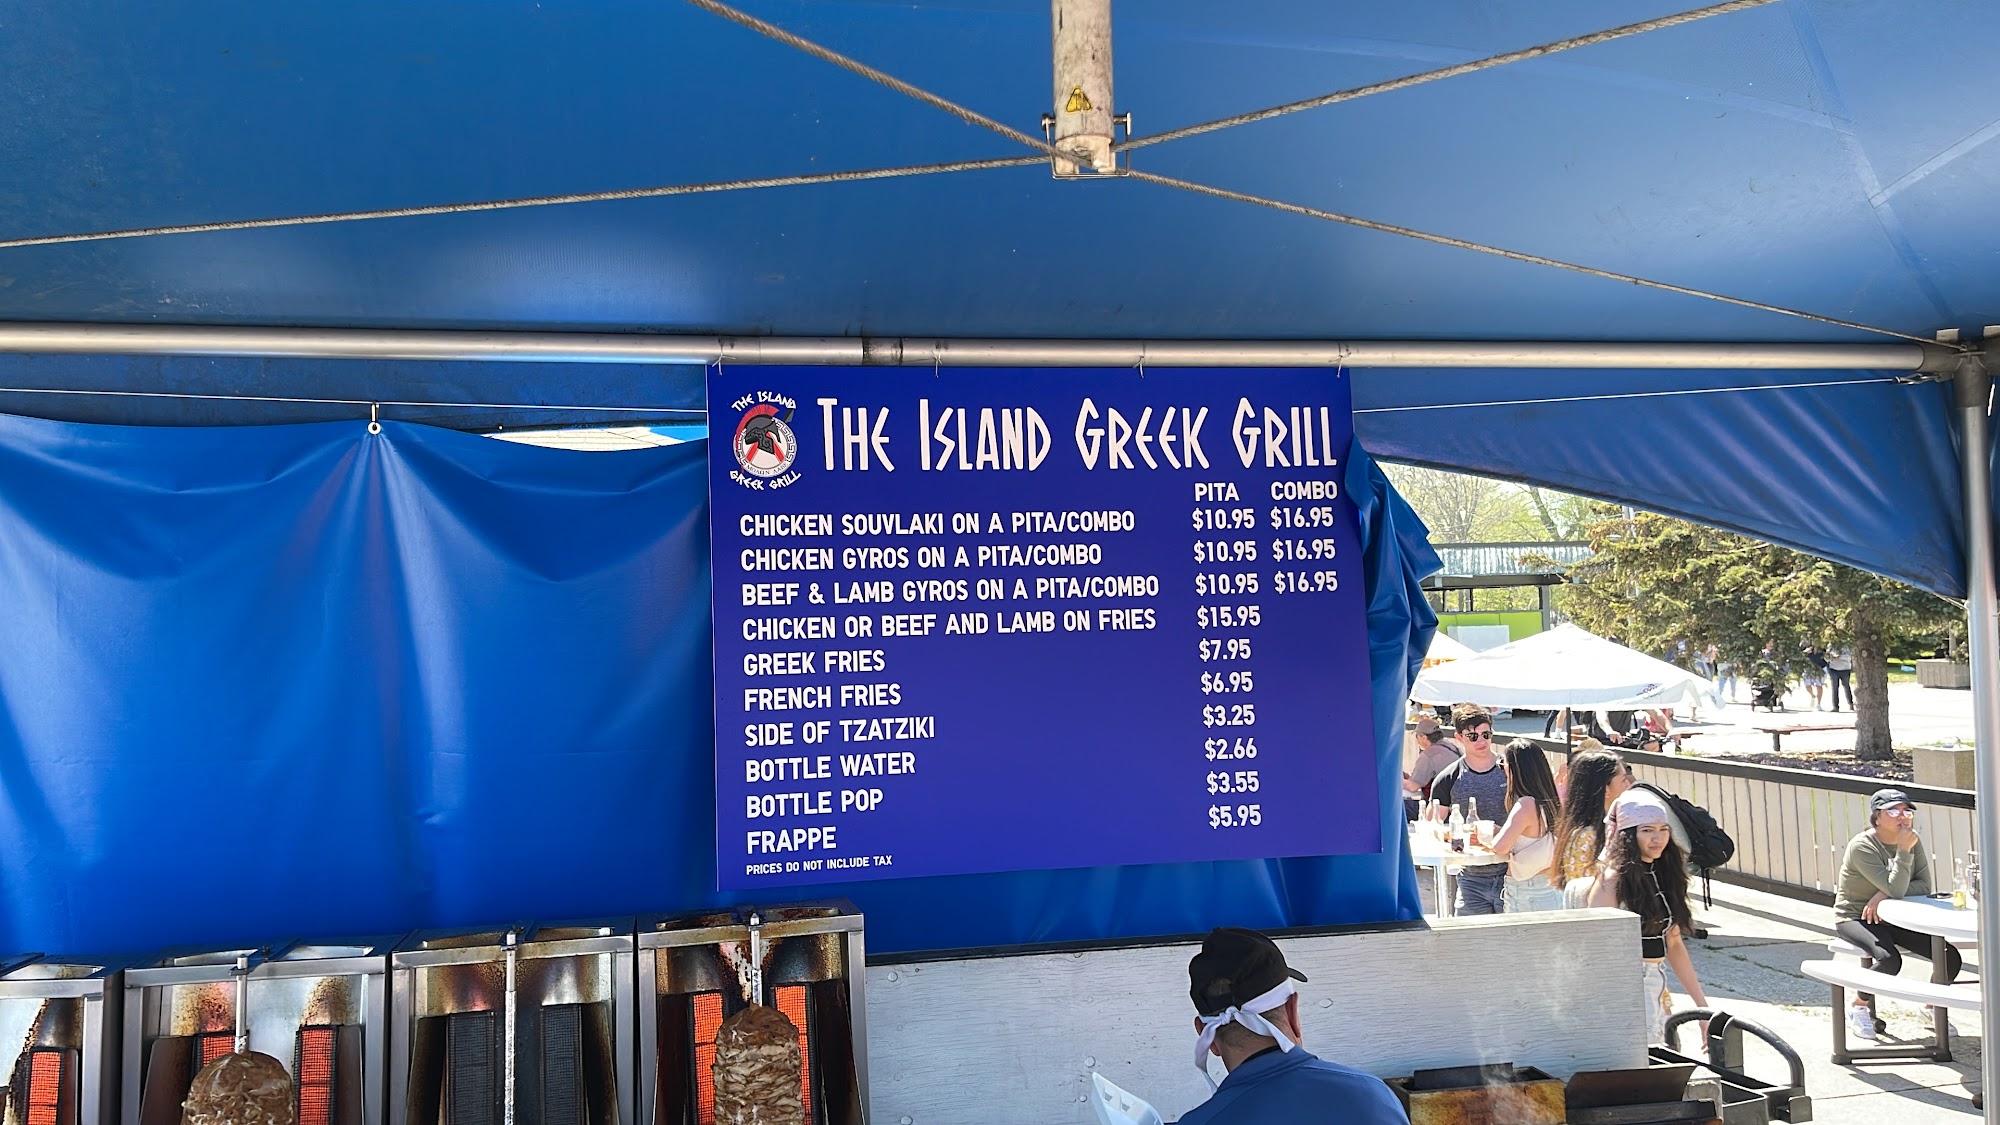 THE ISLAND
GREEK GRILL
THE ISLAND GREEK GRILL
PITA COMBO
CHICKEN SOUVLAKI ON A PITA/COMBO $10.95 $16.95
CHICKEN GYROS ON A PITA/COMBO $10.95 $16.95
BEEF & LAMB GYROS ON A PITA/COMBO $10.95 $16.95
CHICKEN OR BEEF AND LAMB ON FRIES $15.95
GREEK FRIES $7.95
FRENCH FRIES $6.95
SIDE OF TZATZIKI $3.25
BOTTLE WATER $2.66
BOTTLE POP $3.55
FRAPPE $5.95
PRICES DO NOT INCLUDE TAX